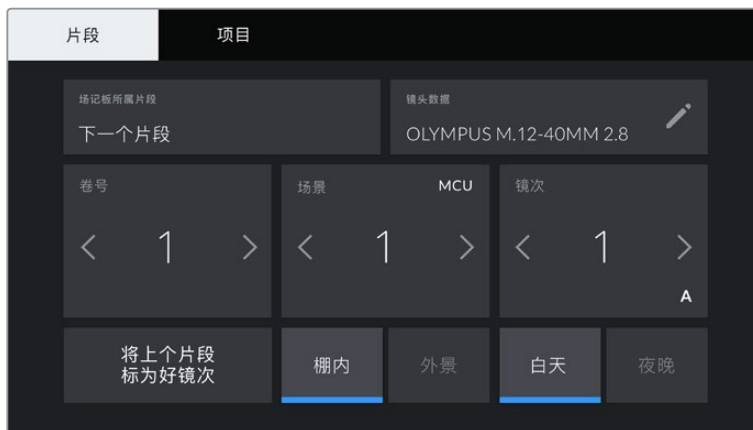 片段 项目
场记板所属片段 镜头数据
下一个片段 OLYMPUS M.12-40MM 2.8
卷号 场景 MCU 镜次
1 1 1
A
将上个片段
标为好镜次
棚内 外景 白天 夜晚